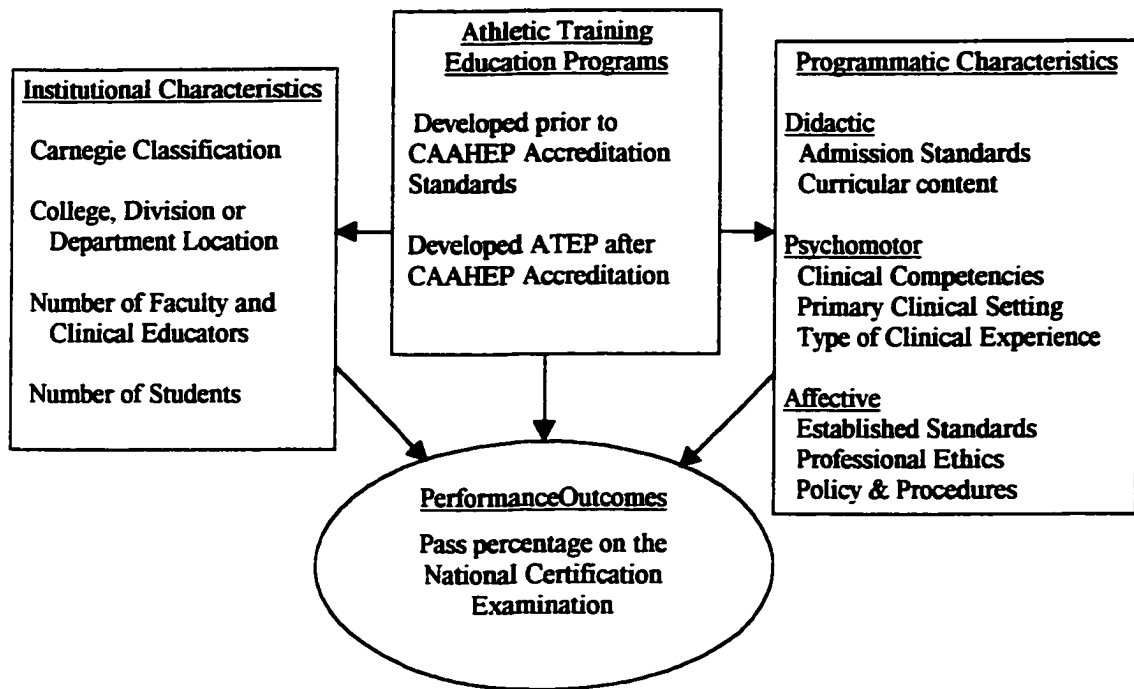 Athletic Training
Education Programs
Developed prior to
CAAHEP Accreditation
Standards
Developed ATEP after
CAAHEP Accreditation
Institutional Characteristics
Carnegie Classification
College, Division or
Department Location
Number of Faculty and
Clinical Educators
Number of Students
Programmatic Characteristics
Didactic
Admission Standards
Curricular content
Psychomotor
Clinical Competencies
Primary Clinical Setting
Type of Clinical Experience
Affective
Established Standards
Professional Ethics
Policy & Procedures
PerformanceOutcomes
Pass percentage on the
National Certification
Examination